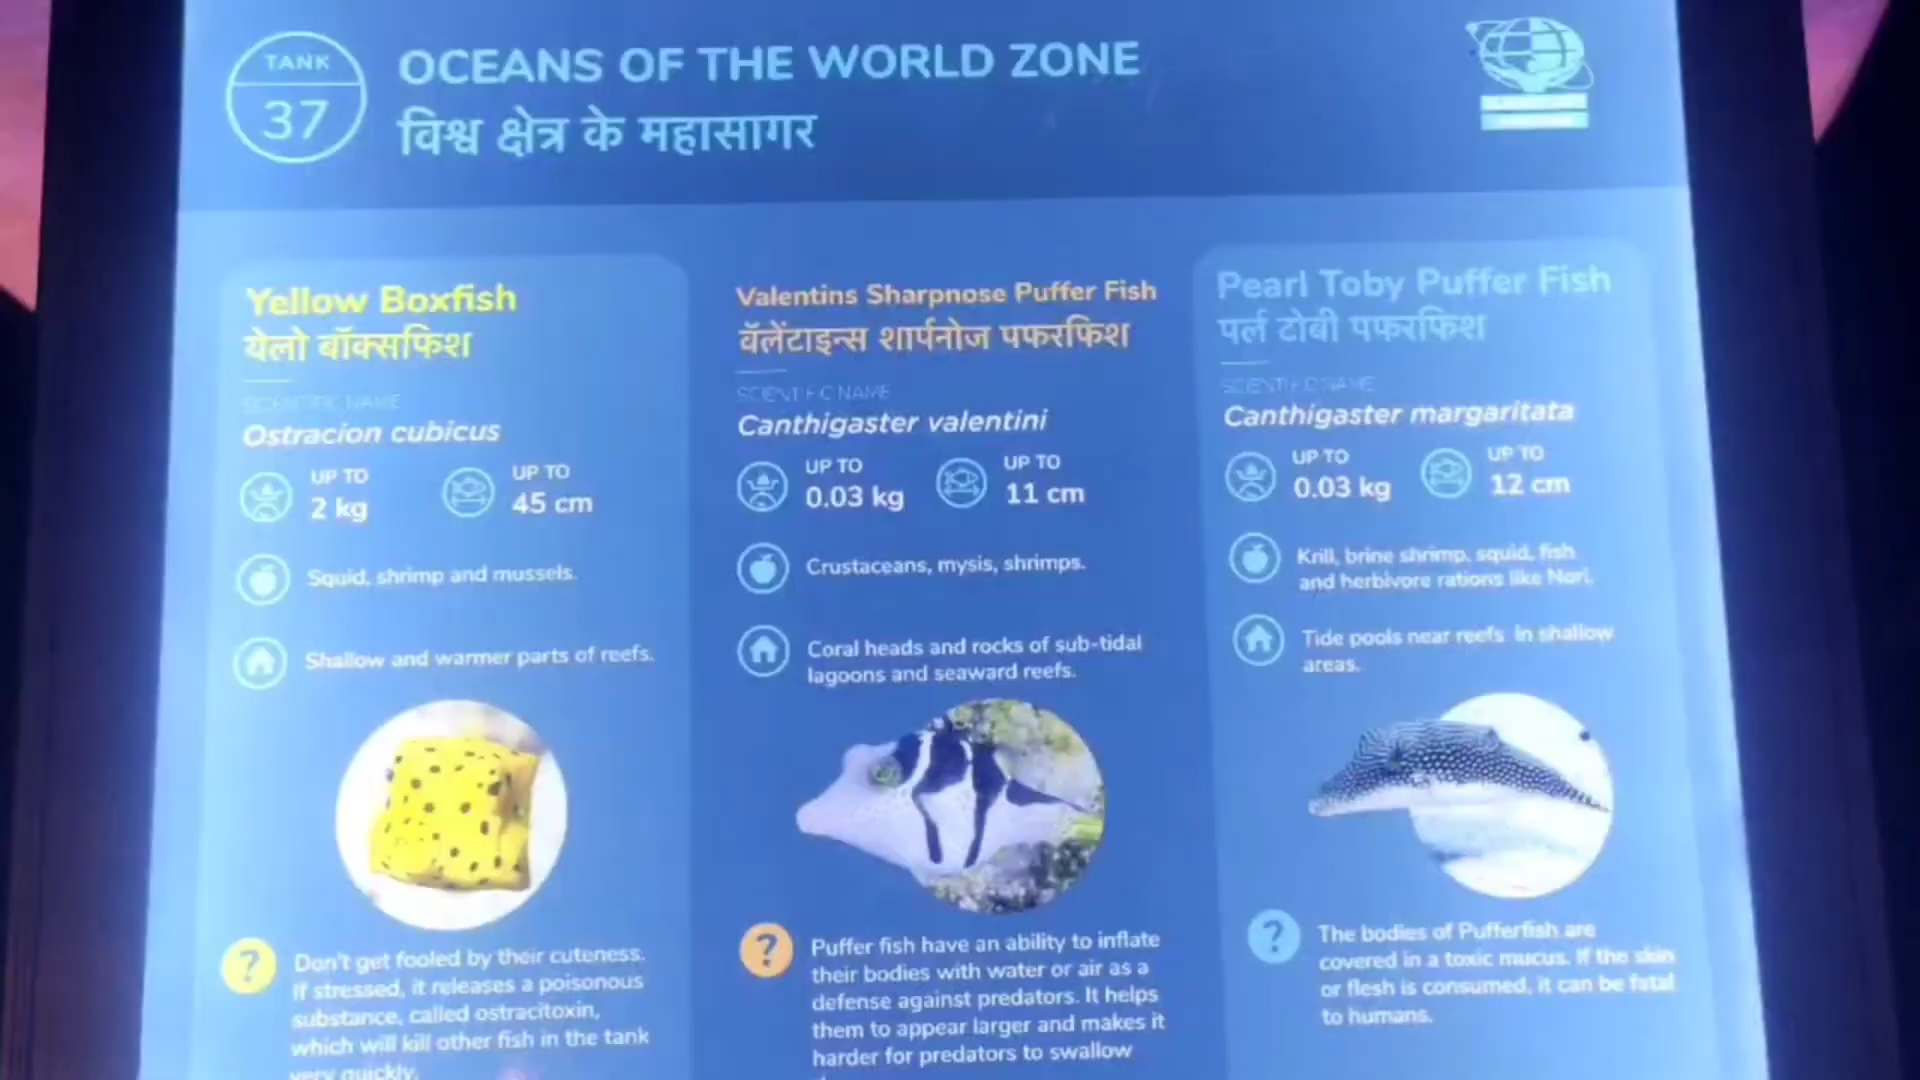 TANK
37
OCEANS OF THE WORLD ZONE
विश्व क्षेत्र के महासागर
Yellow Boxfish
येलो बॉक्सफिश
SCIENTIFIC NAME
Ostracion cubicus
UP TO
2 kg
UP TO
45 cm
Squid, shrimp and mussels.
Shallow and warmer parts of reefs.
?
Don't get fooled by their cuteness.
If stressed, it releases a poisonous
substance, called ostracitoxin,
which will kill other fish in the tank
very quickly.
Valentins Sharpnose Puffer Fish
वॅलेंटाइन्स शार्पनोज पफरफिश
SCIENTIFIC NAME
Canthigaster valentini
UP TO
0.03 kg
UP TO
11 cm
Crustaceans, mysis, shrimps.
Coral heads and rocks of sub-tidal
lagoons and seaward reefs.
?
Puffer fish have an ability to inflate
their bodies with water or air as a
defense against predators. It helps
them to appear larger and makes it
harder for predators to swallow
Pearl Toby Puffer Fish
पर्ल टोबी पफरफिश
SCIENTIFIC NAME
Canthigaster margaritata
UP TO
0.03 kg
UP TO
12 cm
Krill, brine shrimp, squid, fish
and herbivore rations like Nori.
Tide pools near reefs in shallow
areas.
?
The bodies of Pufferfish are
covered in a toxic mucus. If the skin
or flesh is consumed, it can be fatal
to humans.